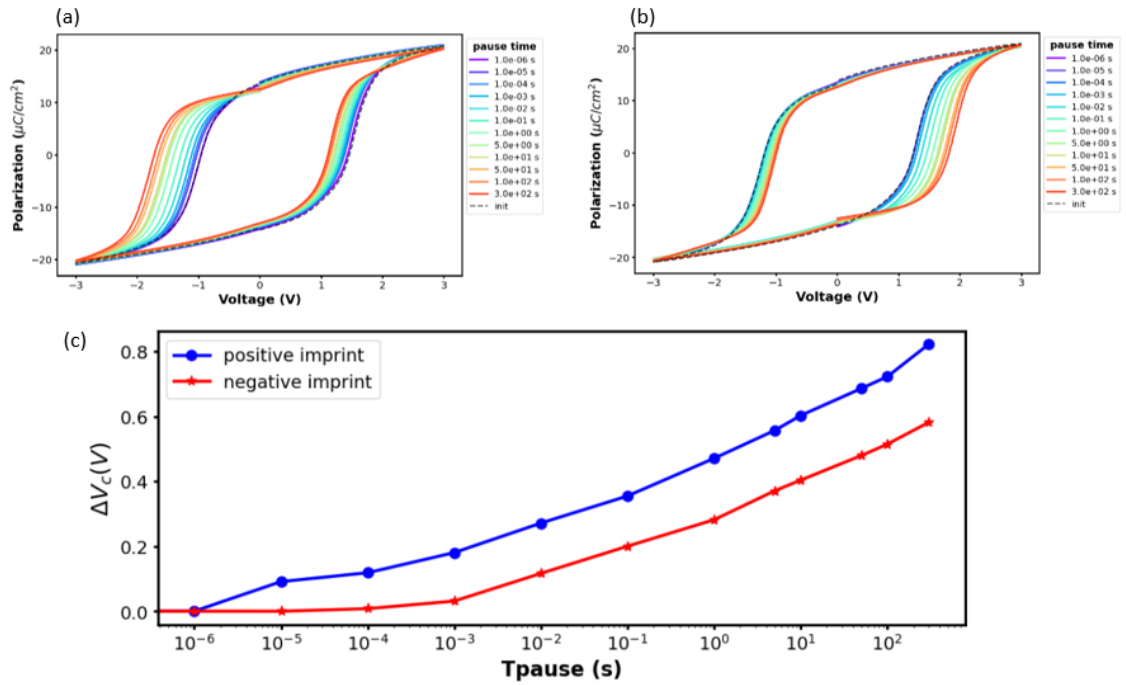 (a)
Polarization (μC/cm²)
20
10
0
−10
−20
−3 −2 −1 0 1 2 3
Voltage (V)
pause time
1.0e-06 s
1.0e-05 s
1.0e-04 s
1.0e-03 s
1.0e-02 s
1.0e-01 s
1.0e+00 s
5.0e+00 s
1.0e+01 s
5.0e+01 s
1.0e+02 s
3.0e+02 s
init
(b)
Polarization (μC/cm²)
20
10
0
−10
−20
−3 −2 −1 0 1 2 3
Voltage (V)
pause time
1.0e-06 s
1.0e-05 s
1.0e-04 s
1.0e-03 s
1.0e-02 s
1.0e-01 s
1.0e+00 s
5.0e+00 s
1.0e+01 s
5.0e+01 s
1.0e+02 s
3.0e+02 s
init
(c)
positive imprint
negative imprint
ΔVc(V)
0.8
0.6
0.4
0.2
0.0
10⁻⁶ 10⁻⁵ 10⁻⁴ 10⁻³ 10⁻² 10⁻¹ 10⁰ 10¹ 10²
Tpause (s)